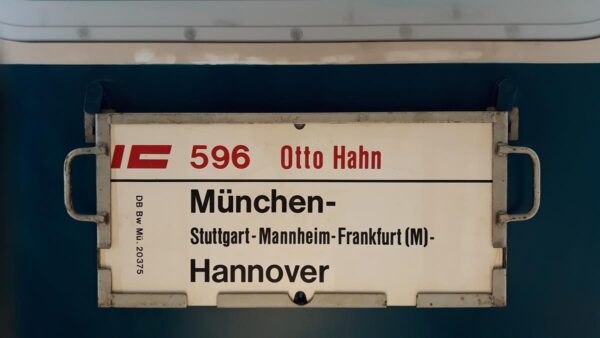 IC 596 Otto Hahn
München-
Stuttgart-Mannheim-Frankfurt (M)-
Hannover
DB Bw Mü. 20375